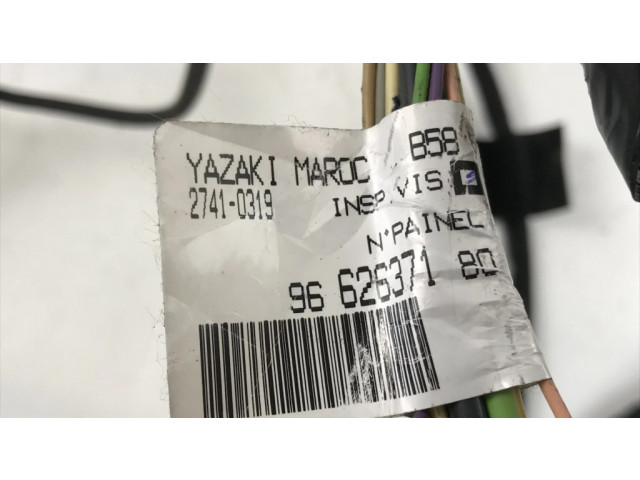 YAZAKI MAROC B58
2741-0319 INSP.VIS
N°PAINEL
96 626371 80